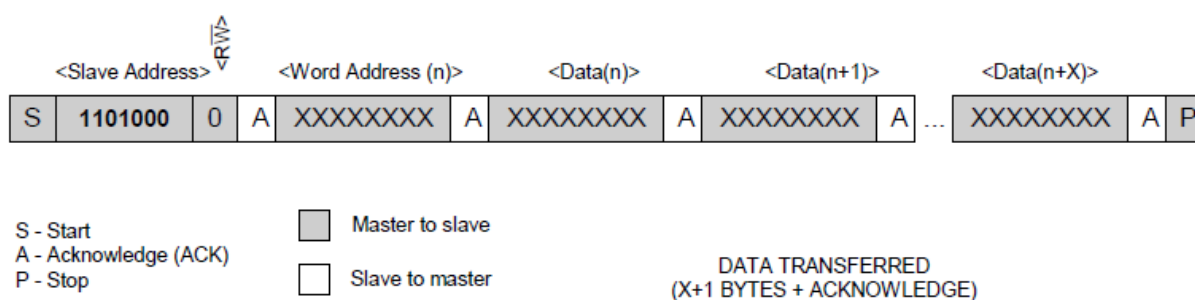 <RW̅>
<Slave Address> <Word Address (n)> <Data(n)> <Data(n+1)> <Data(n+X)>
S 1101000 0 A XXXXXXXX A XXXXXXXX A XXXXXXXX A ... XXXXXXXX A P
S - Start
A - Acknowledge (ACK)
P - Stop
Master to slave
Slave to master
DATA TRANSFERRED
(X+1 BYTES + ACKNOWLEDGE)